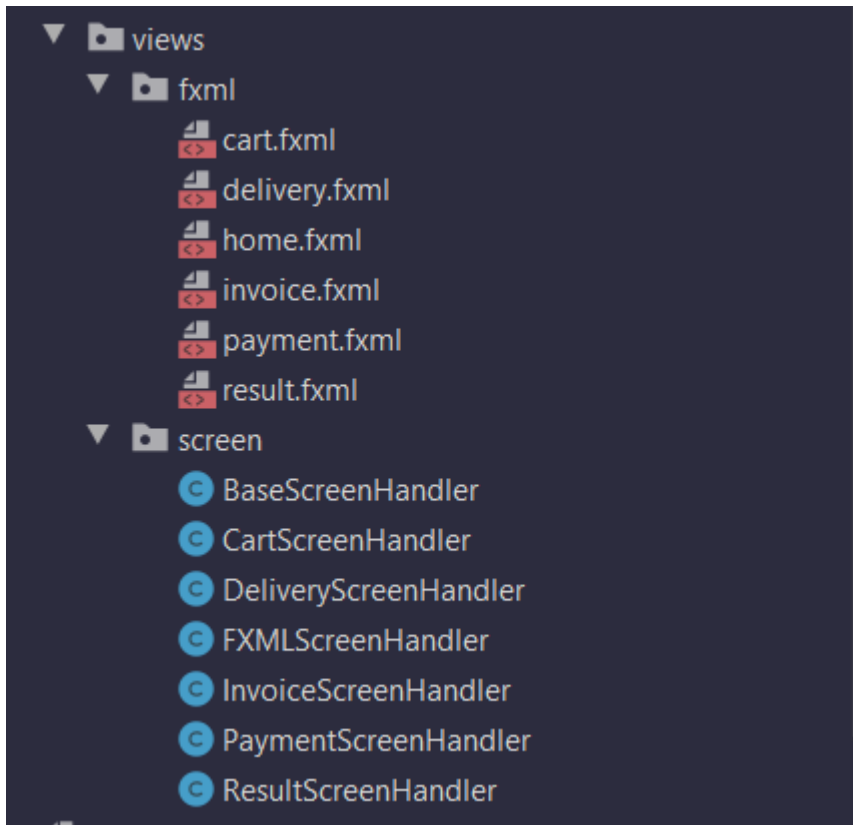 views
fxml
cart.fxml
delivery.fxml
home.fxml
invoice.fxml
payment.fxml
result.fxml
screen
BaseScreenHandler
CartScreenHandler
DeliveryScreenHandler
FXMLScreenHandler
InvoiceScreenHandler
PaymentScreenHandler
ResultScreenHandler